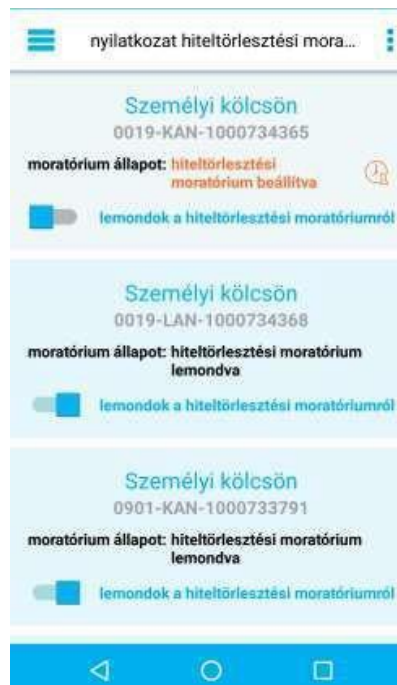 nyilatkozat hiteltörlesztési mora...
Személyi kölcsön
0019-KAN-1000734365
moratórium állapot: hiteltörlesztési
moratórium beállítva
lemondok a hiteltörlesztési moratóriumról
Személyi kölcsön
0019-LAN-1000734368
moratórium állapot: hiteltörlesztési moratórium
lemondva
lemondok a hiteltörlesztési moratóriumról
Személyi kölcsön
0901-KAN-1000733791
moratórium állapot: hiteltörlesztési moratórium
lemondva
lemondok a hiteltörlesztési moratóriumról